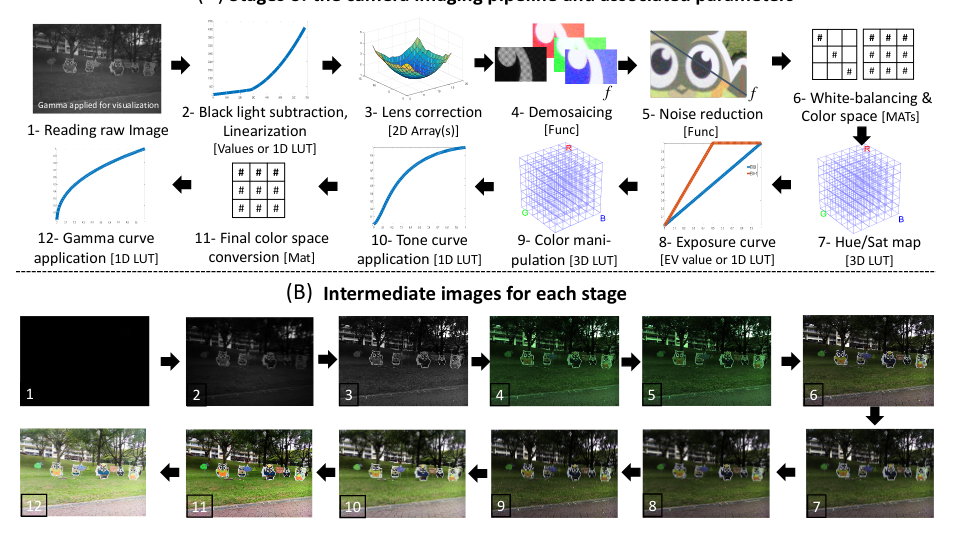 Stages of the camera imaging pipeline and associated parameters
Gamma applied for visualization
1- Reading raw Image
2- Black light subtraction,
Linearization
[Values or 1D LUT]
3- Lens correction
[2D Array(s)]
f
4- Demosaicing
[Func]
f
5- Noise reduction
[Func]
# # # #
# # # #
# # # #
6- White-balancing &
Color space [MATs]
12- Gamma curve
application [1D LUT]
# # #
# # #
# # #
11- Final color space
conversion [Mat]
10- Tone curve
application [1D LUT]
R
G
B
9- Color mani-
pulation [3D LUT]
8- Exposure curve
[EV value or 1D LUT]
R
G
B
7- Hue/Sat map
[3D LUT]
(B) Intermediate images for each stage
1
2
3
4
5
6
12
11
10
9
8
7